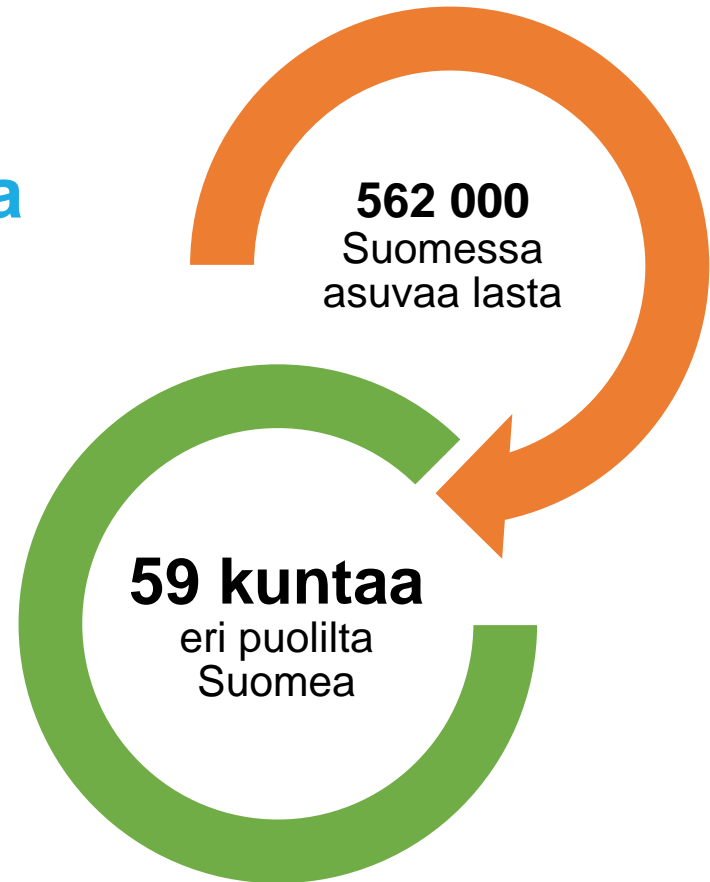 a
562 000
Suomessa
asuvaa lasta
59 kuntaa
eri puolilta
Suomea